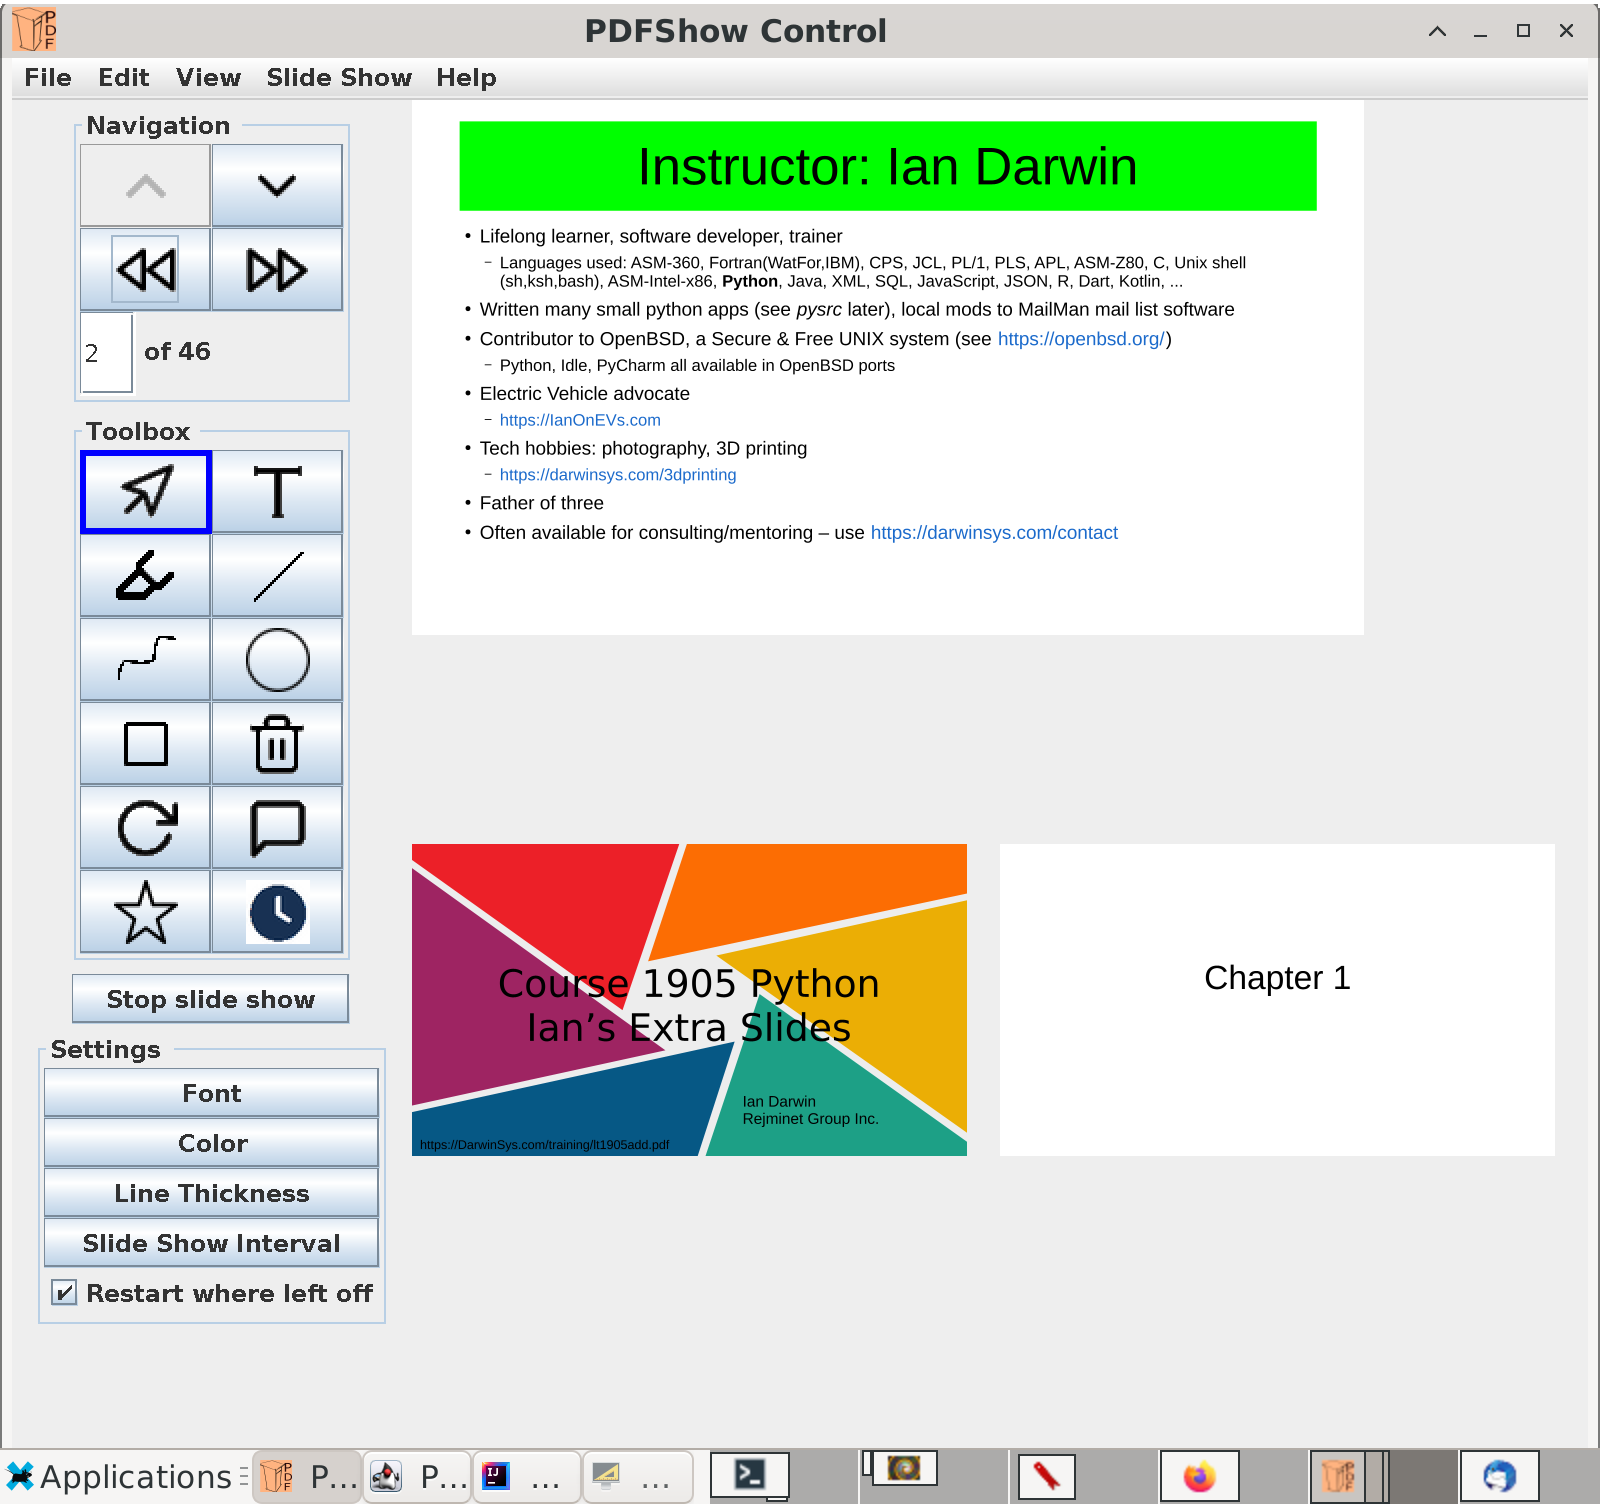 PDFShow Control
File Edit View Slide Show Help
Navigation
2 of 46
Toolbox
Stop slide show
Settings
Font
Color
Line Thickness
Slide Show Interval
Restart where left off
Instructor: Ian Darwin
• Lifelong learner, software developer, trainer
– Languages used: ASM-360, Fortran(WatFor,IBM), CPS, JCL, PL/1, PLS, APL, ASM-Z80, C, Unix shell
(sh,ksh,bash), ASM-Intel-x86, Python, Java, XML, SQL, JavaScript, JSON, R, Dart, Kotlin, ...
• Written many small python apps (see pysrc later), local mods to MailMan mail list software
• Contributor to OpenBSD, a Secure & Free UNIX system (see https://openbsd.org/)
– Python, Idle, PyCharm all available in OpenBSD ports
• Electric Vehicle advocate
– https://IanOnEVs.com
• Tech hobbies: photography, 3D printing
– https://darwinsys.com/3dprinting
• Father of three
• Often available for consulting/mentoring – use https://darwinsys.com/contact
Course 1905 Python
Ian’s Extra Slides
Ian Darwin
Rejminet Group Inc.
https://DarwinSys.com/training/lt1905add.pdf
Chapter 1
Applications PDF P... P... IJ ... ...